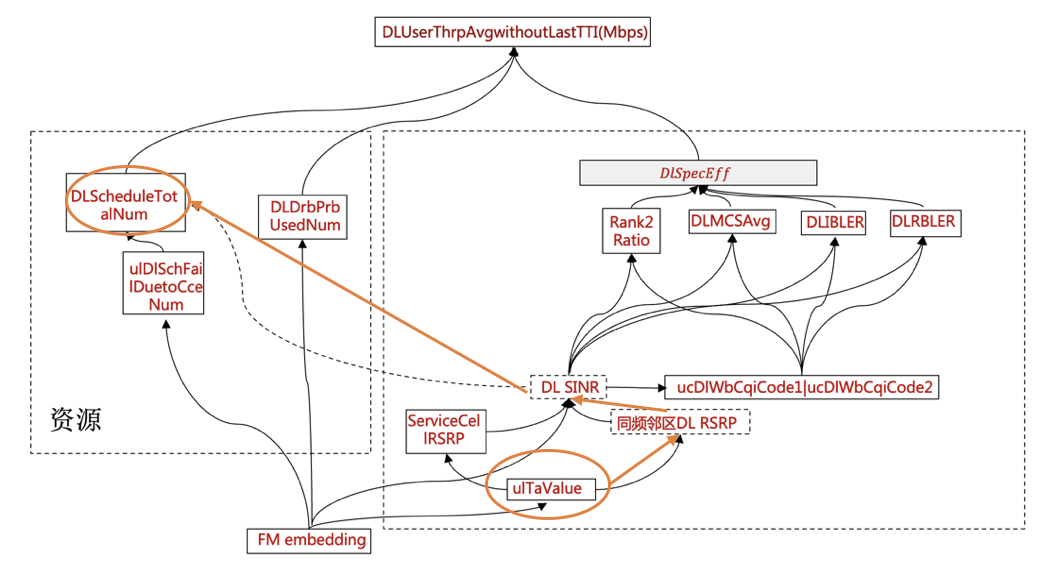 DLUserThrpAvgwithoutLastTTI(Mbps)
DlSpecEff
DLScheduleTot
alNum
DLDrbPrb
UsedNum
Rank2
Ratio
DLMCSAvg
DLIBLER
DLRBLER
ulDlSchFai
lDuetoCce
Num
资源
DL SINR
ucDlWbCqiCode1|ucDlWbCqiCode2
ServiceCel
lRSRP
同频邻区DL RSRP
ulTaValue
FM embedding